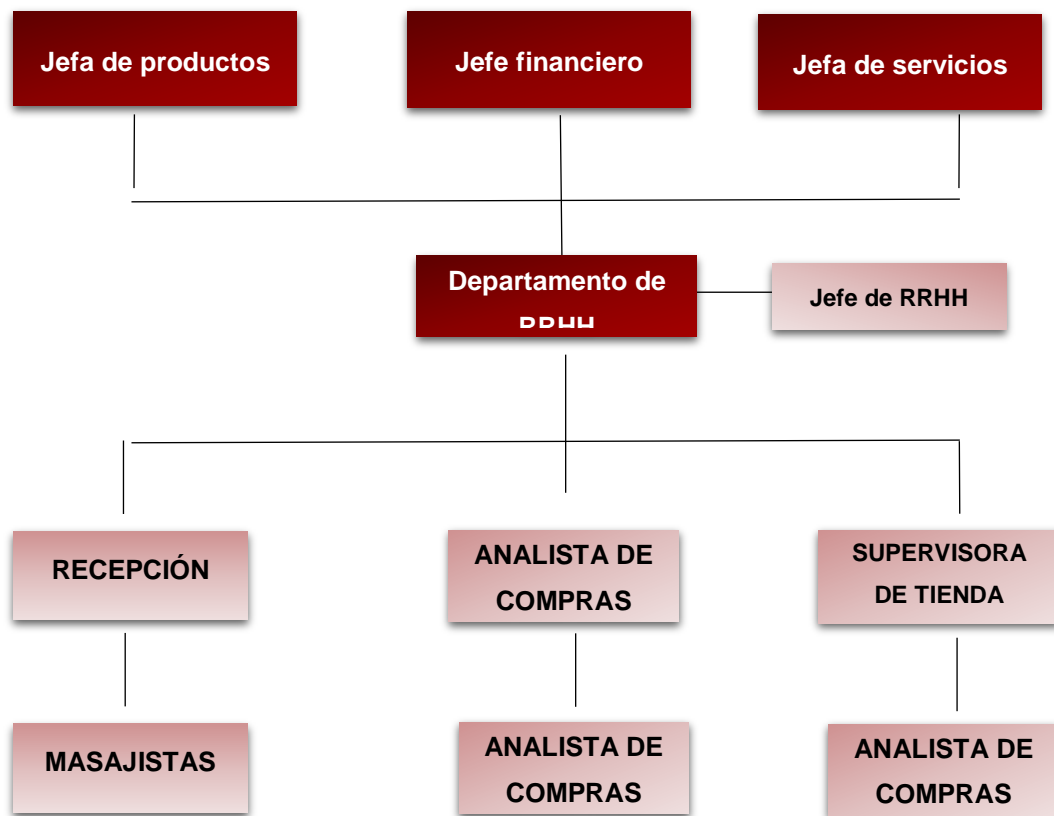 Jefa de productos
Jefe financiero
Jefa de servicios
Departamento de
RRHH
Jefe de RRHH
RECEPCIÓN
ANALISTA DE
COMPRAS
SUPERVISORA
DE TIENDA
MASAJISTAS
ANALISTA DE
COMPRAS
ANALISTA DE
COMPRAS